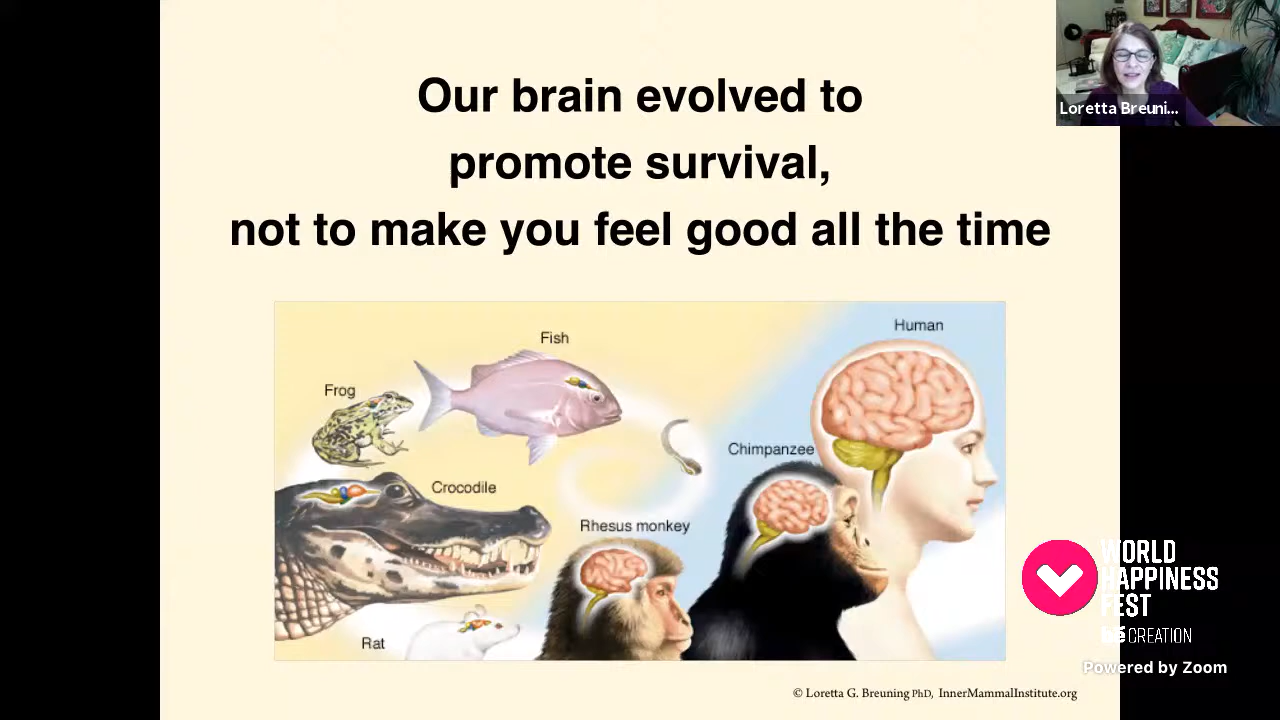 Our brain evolved to
promote survival,
not to make you feel good all the time
Loretta Breuni...
Human
Fish
Frog
Chimpanzee
Crocodile
Rhesus monkey
Rat
WORLD
HAPPINESS
FEST
CREATION
Powered by Zoom
© Loretta G. Breuning PhD, InnerMammalInstitute.org